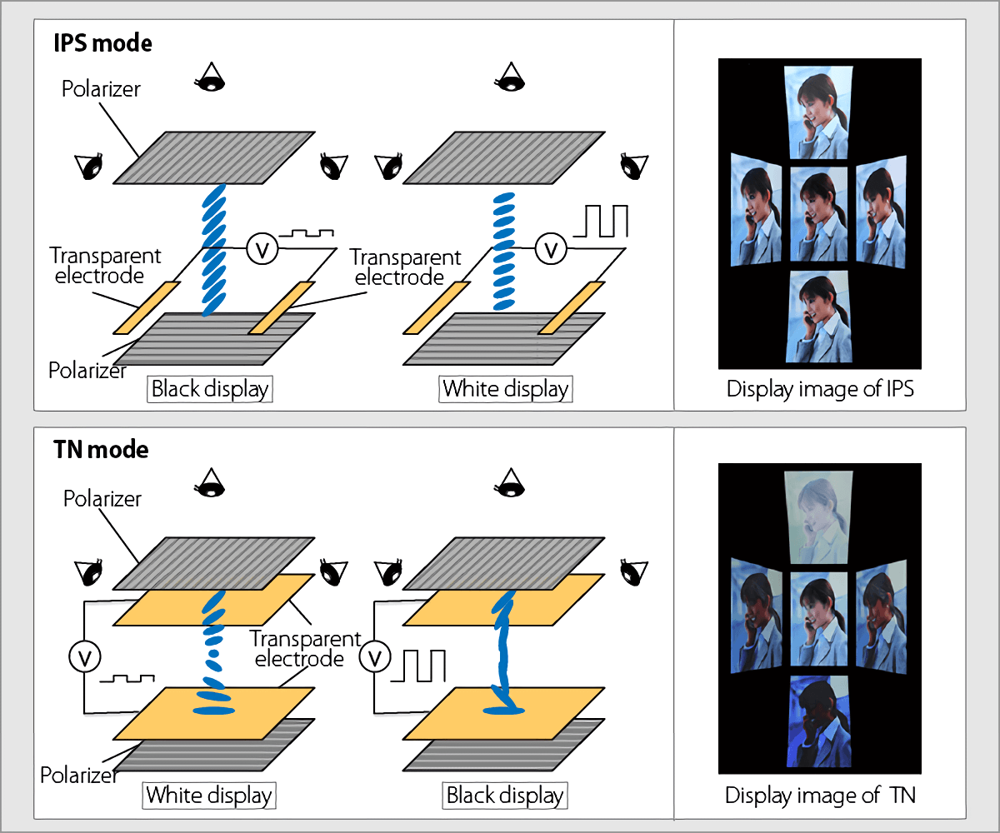 IPS mode
Polarizer
Transparent
electrode
V
Transparent
electrode
V
Polarizer
Black display
White display
Display image of IPS
TN mode
Polarizer
V
Transparent
electrode
V
Polarizer
White display
Black display
Display image of TN